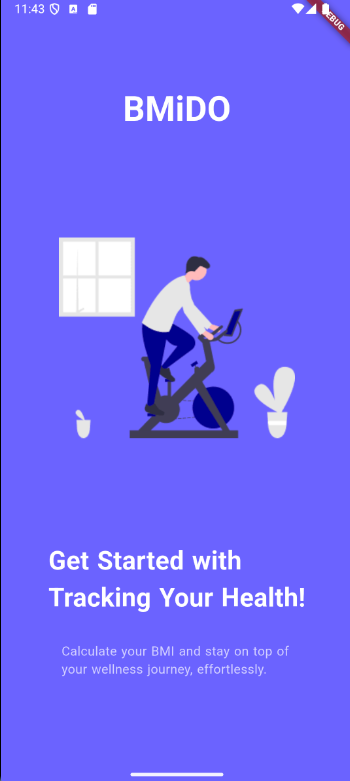 11:43
DEBUG
BMiDO
Get Started with
Tracking Your Health!
Calculate your BMI and stay on top of
your wellness journey, effortlessly.